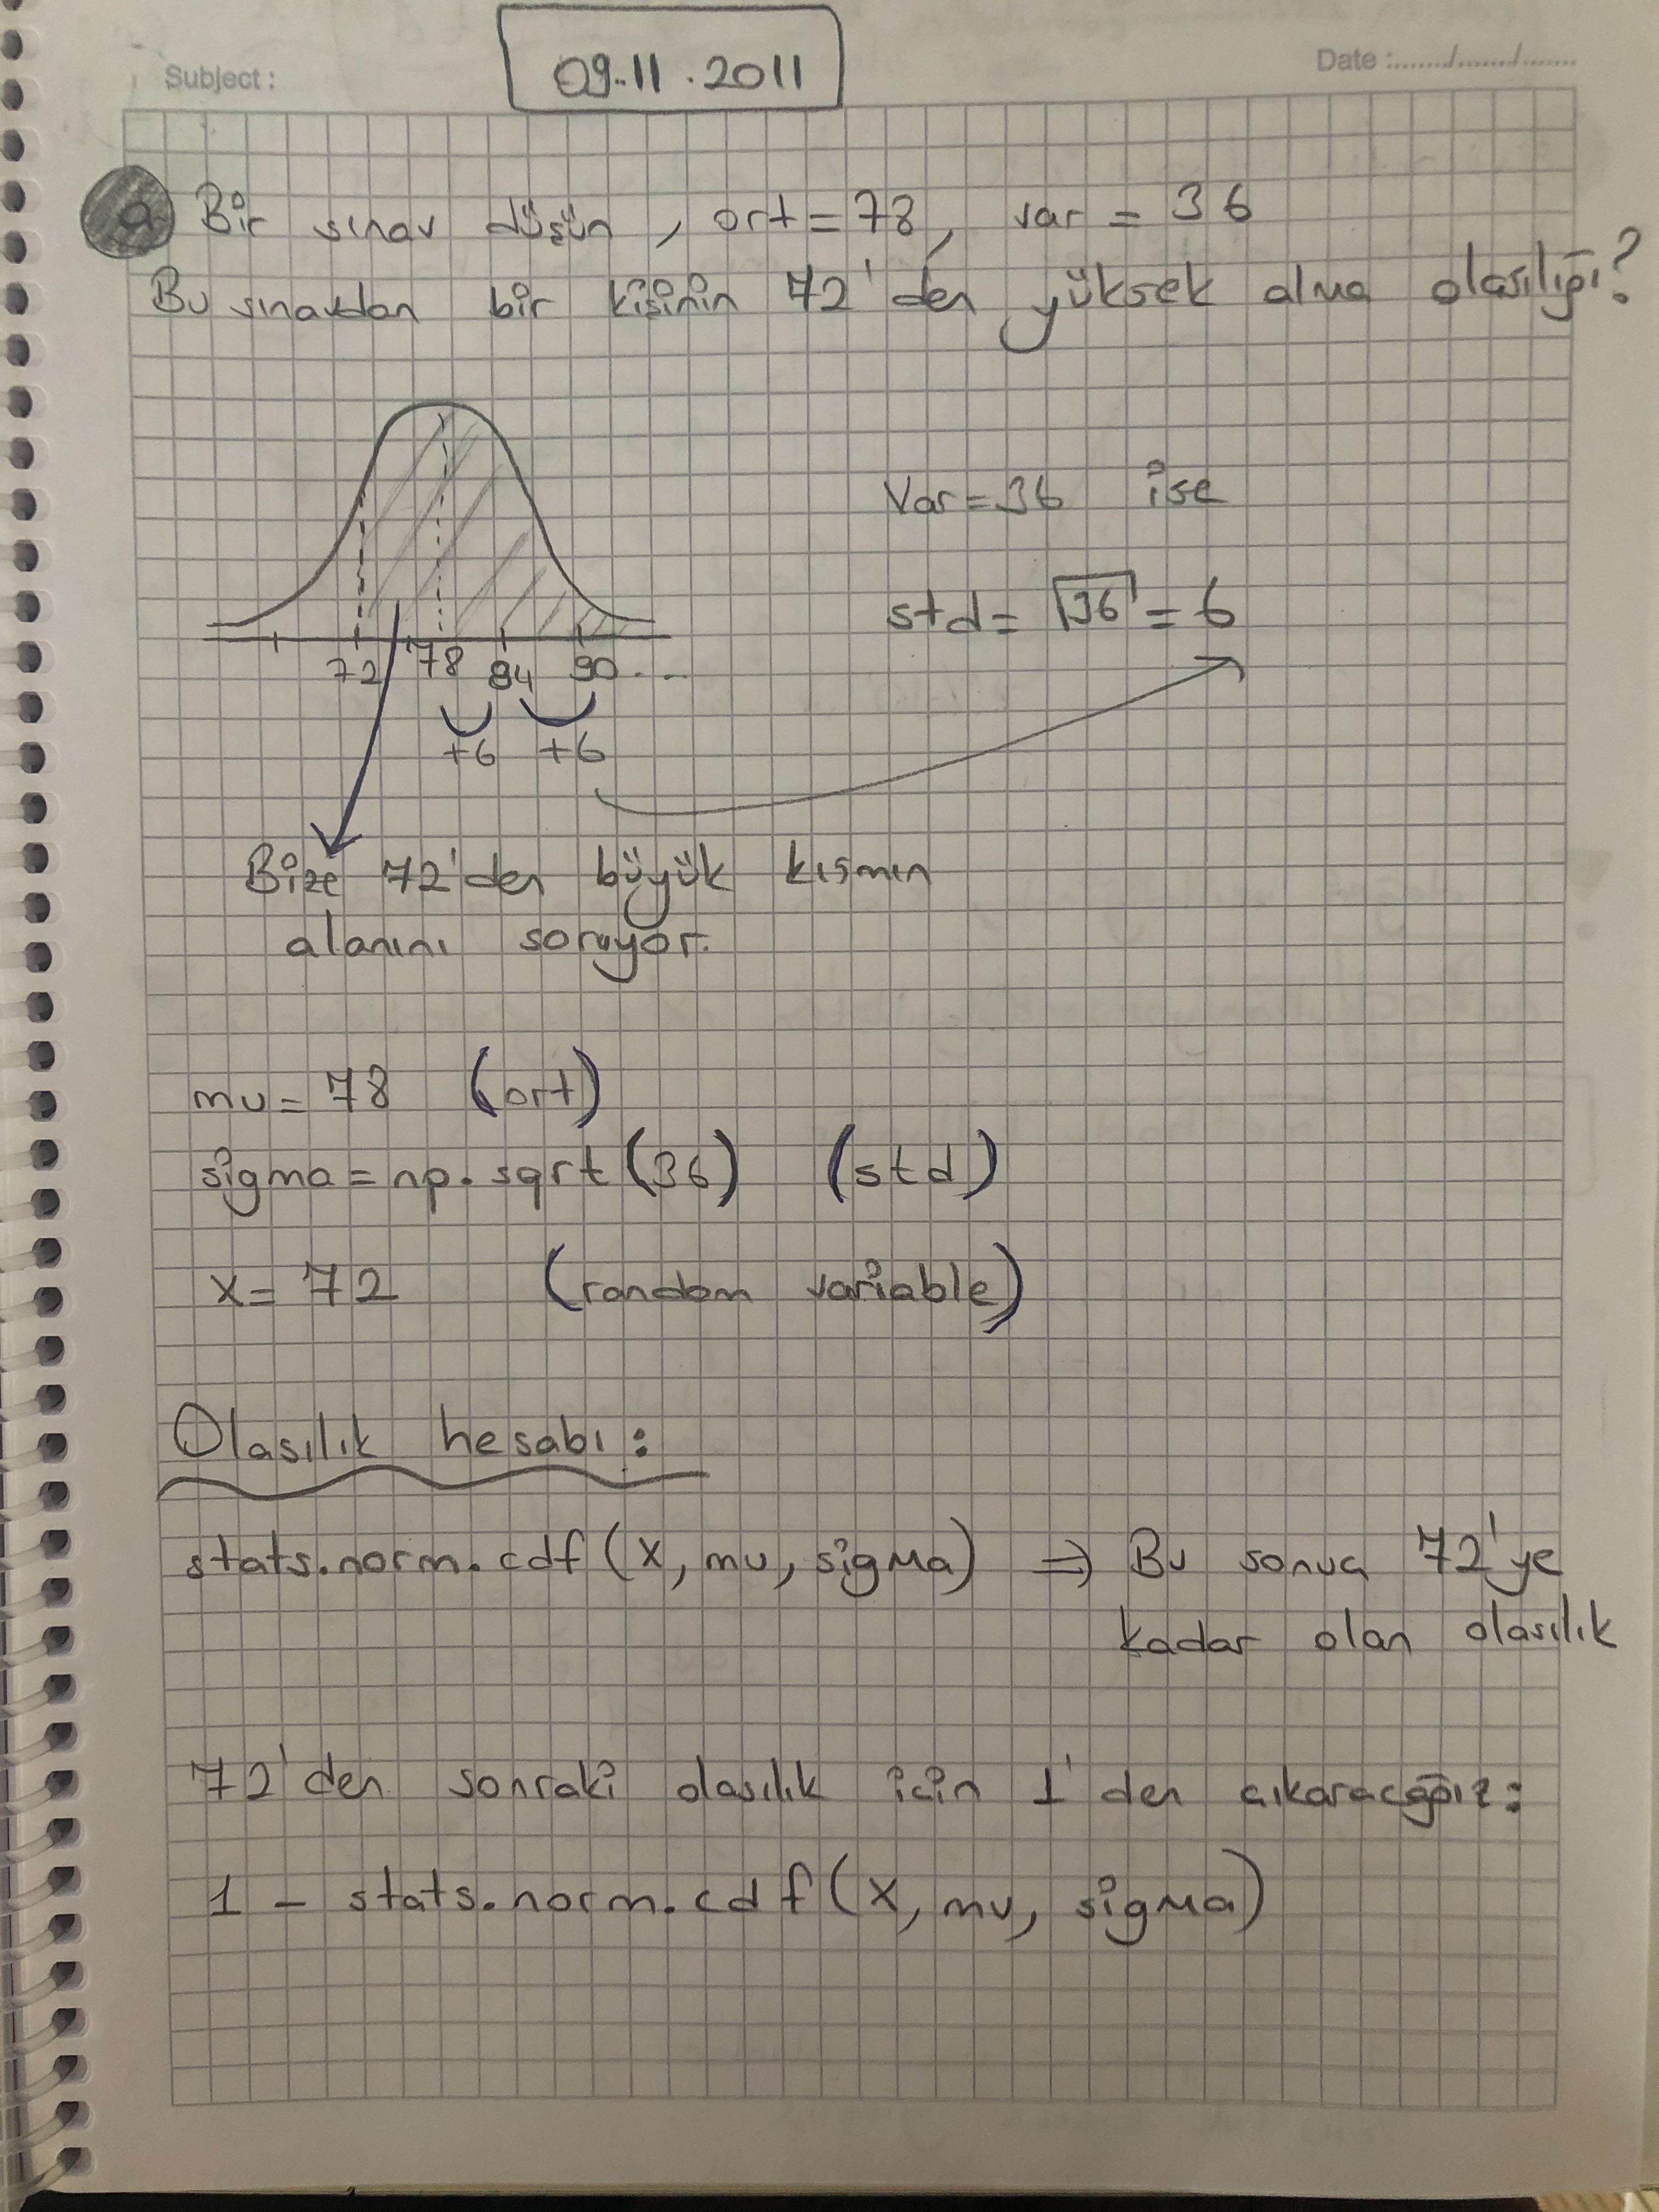 Subject :
09.11.2011
Date :......./......./.......
a Bir sınav düşün, ort = 78, var = 36
Bu sınavdan bir kişinin 72'den yüksek alma olasılığı?
Var = 36 ise
std = √36 = 6
72 78 84 90 ...
+6 +6
Bize 72'den büyük kısmın
alanını soruyor.
mu = 78 (ort)
sigma = np.sqrt(36) (std)
x = 72 (random variable)
Olasılık hesabı:
stats.norm.cdf(x, mu, sigma) ⇒ Bu sonuç 72'ye
kadar olan olasılık
72'den sonraki olasılık için 1'den çıkaracğız:
1 - stats.norm.cdf(x, mu, sigma)